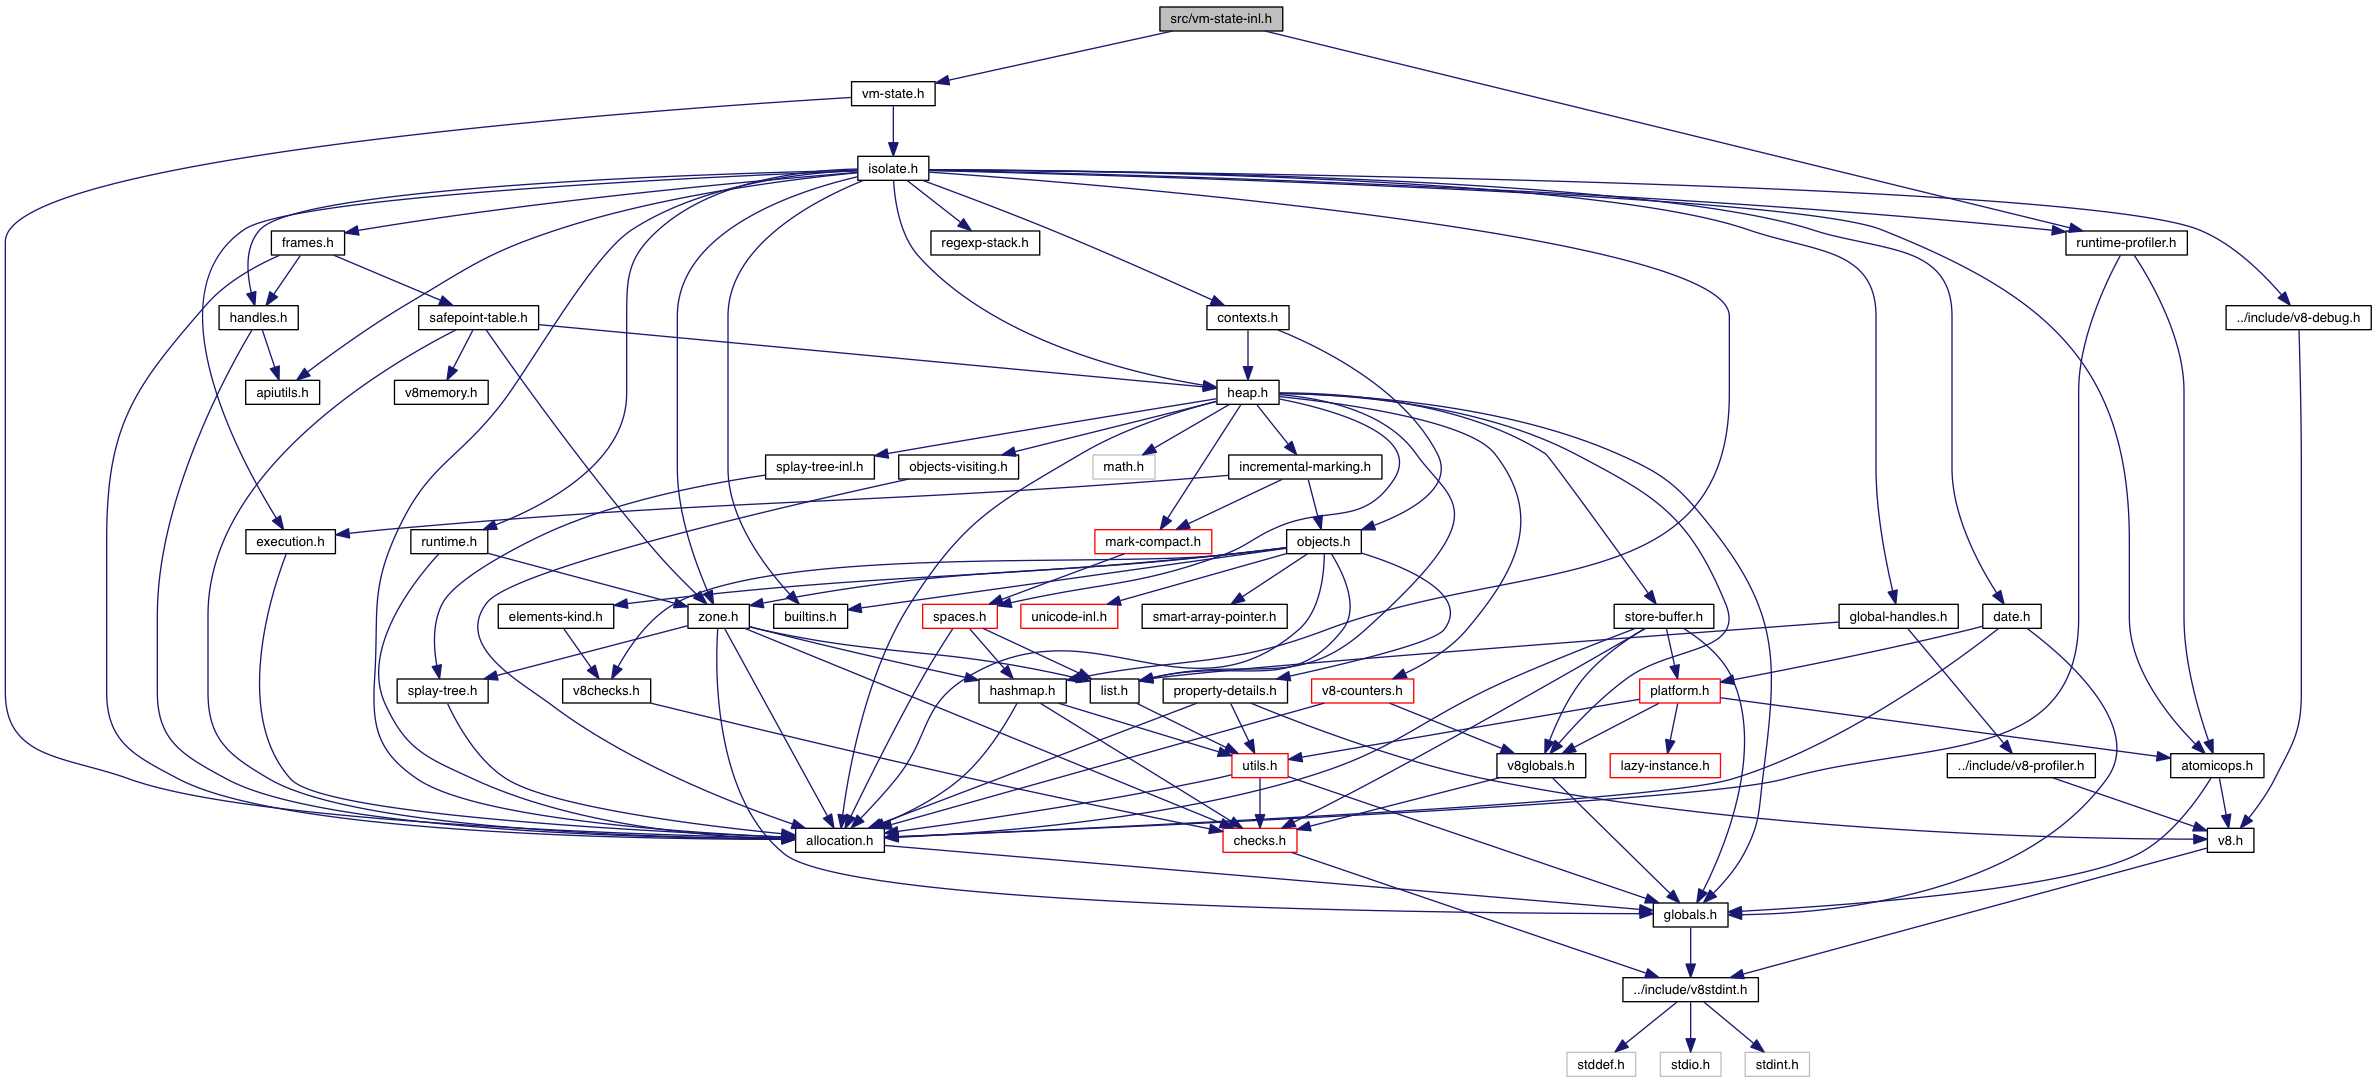 src/vm-state-inl.h
vm-state.h
isolate.h
frames.h
regexp-stack.h
runtime-profiler.h
handles.h
safepoint-table.h
contexts.h
../include/v8-debug.h
apiutils.h
v8memory.h
heap.h
splay-tree-inl.h
objects-visiting.h
math.h
incremental-marking.h
execution.h
runtime.h
mark-compact.h
objects.h
elements-kind.h
zone.h
builtins.h
spaces.h
unicode-inl.h
smart-array-pointer.h
store-buffer.h
global-handles.h
date.h
splay-tree.h
v8checks.h
hashmap.h
list.h
property-details.h
v8-counters.h
platform.h
utils.h
v8globals.h
lazy-instance.h
../include/v8-profiler.h
atomicops.h
allocation.h
checks.h
v8.h
globals.h
../include/v8stdint.h
stddef.h
stdio.h
stdint.h